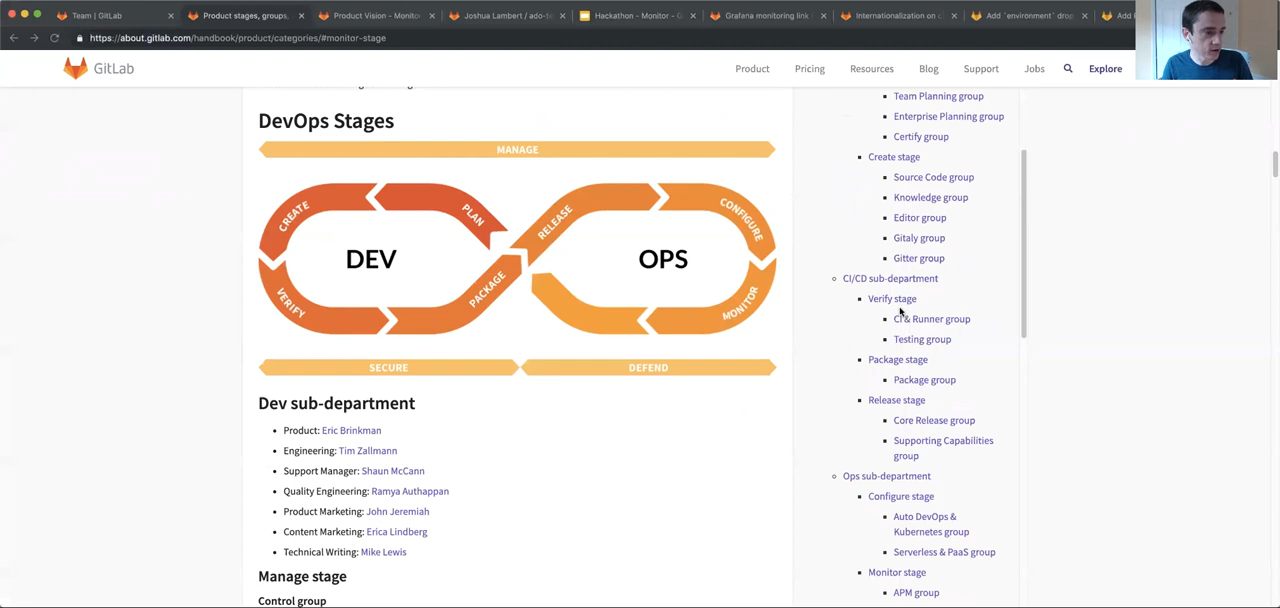 Team | GitLab
Product stages, groups,
Product Vision - Monito
Joshua Lambert / ado-te
Hackathon - Monitor - G
Grafana monitoring link
Internationalization on c
Add `environment` drop
https://about.gitlab.com/handbook/product/categories/#monitor-stage
GitLab
Product
Pricing
Resources
Blog
Support
Jobs
Explore
DevOps Stages
MANAGE
CREATE
PLAN
VERIFY
PACKAGE
DEV
RELEASE
CONFIGURE
MONITOR
OPS
SECURE
DEFEND
Dev sub-department
Product: Eric Brinkman
Engineering: Tim Zallmann
Support Manager: Shaun McCann
Quality Engineering: Ramya Authappan
Product Marketing: John Jeremiah
Content Marketing: Erica Lindberg
Technical Writing: Mike Lewis
Manage stage
Control group
Team Planning group
Enterprise Planning group
Certify group
Create stage
Source Code group
Knowledge group
Editor group
Gitaly group
Gitter group
CI/CD sub-department
Verify stage
CI & Runner group
Testing group
Package stage
Package group
Release stage
Core Release group
Supporting Capabilities
group
Ops sub-department
Configure stage
Auto DevOps &
Kubernetes group
Serverless & PaaS group
Monitor stage
APM group